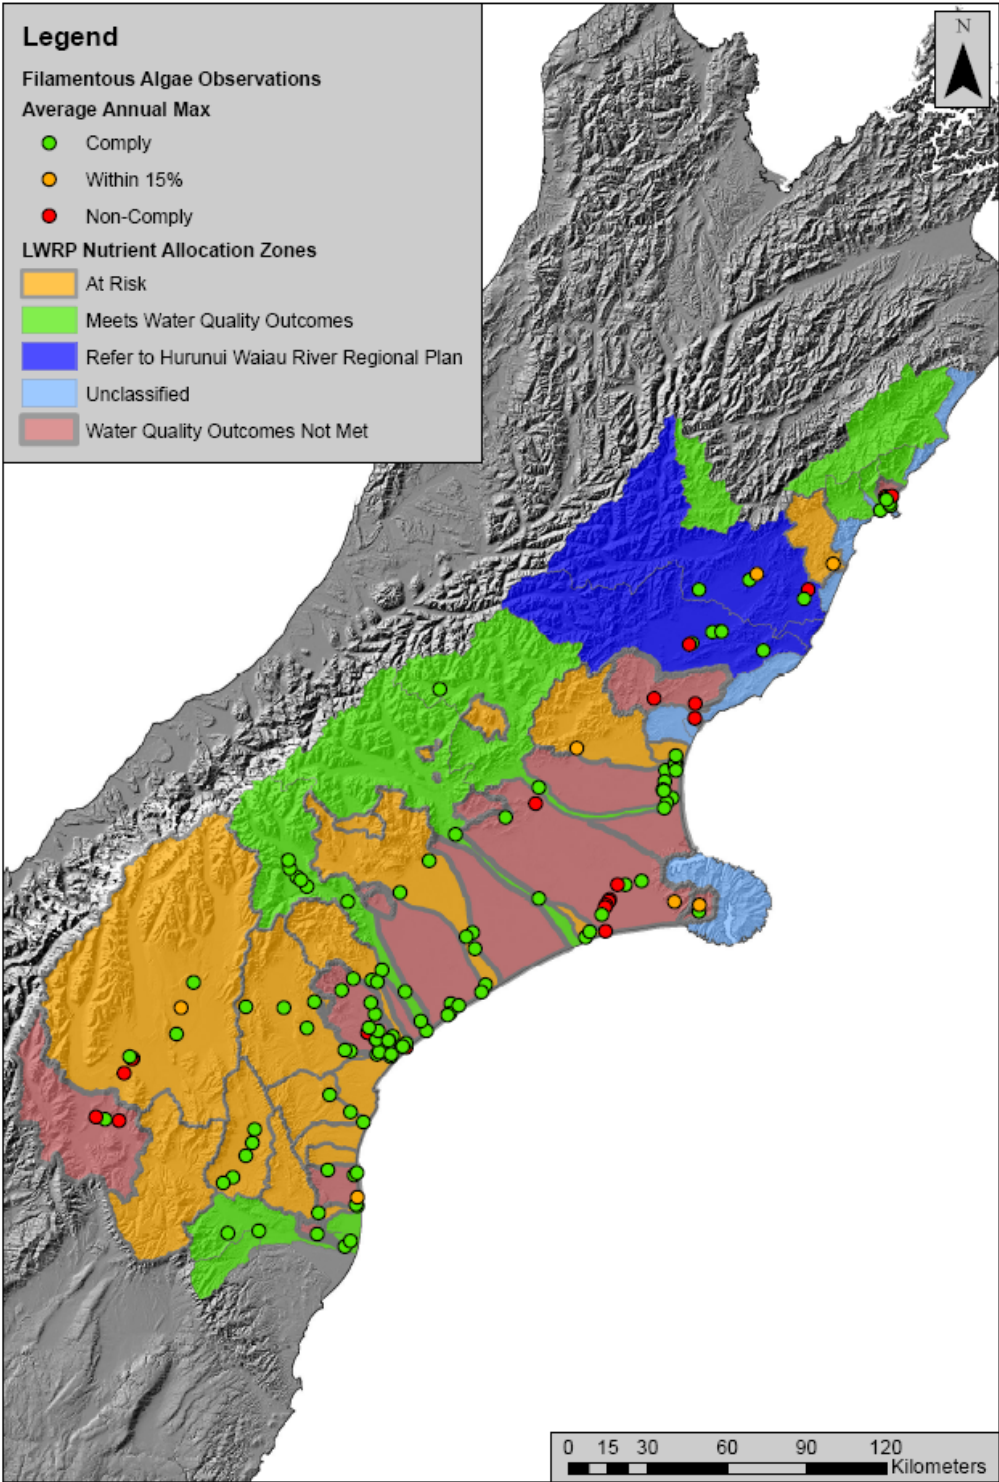 Legend
Filamentous Algae Observations
Average Annual Max
Comply
Within 15%
Non-Comply
LWRP Nutrient Allocation Zones
At Risk
Meets Water Quality Outcomes
Refer to Hurunui Waiau River Regional Plan
Unclassified
Water Quality Outcomes Not Met
N
0 15 30 60 90 120
Kilometers